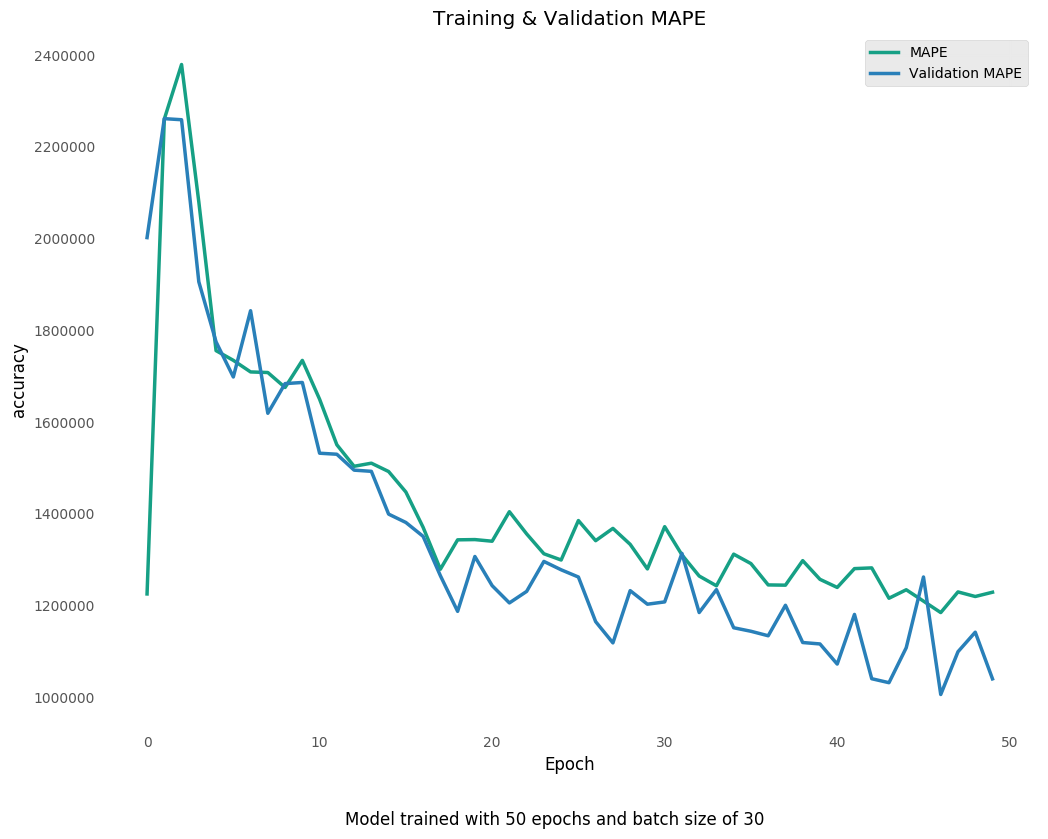 Training & Validation MAPE
MAPE
Validation MAPE
accuracy
2400000
2200000
2000000
1800000
1600000
1400000
1200000
1000000
0 10 20 30 40 50
Epoch
Model trained with 50 epochs and batch size of 30